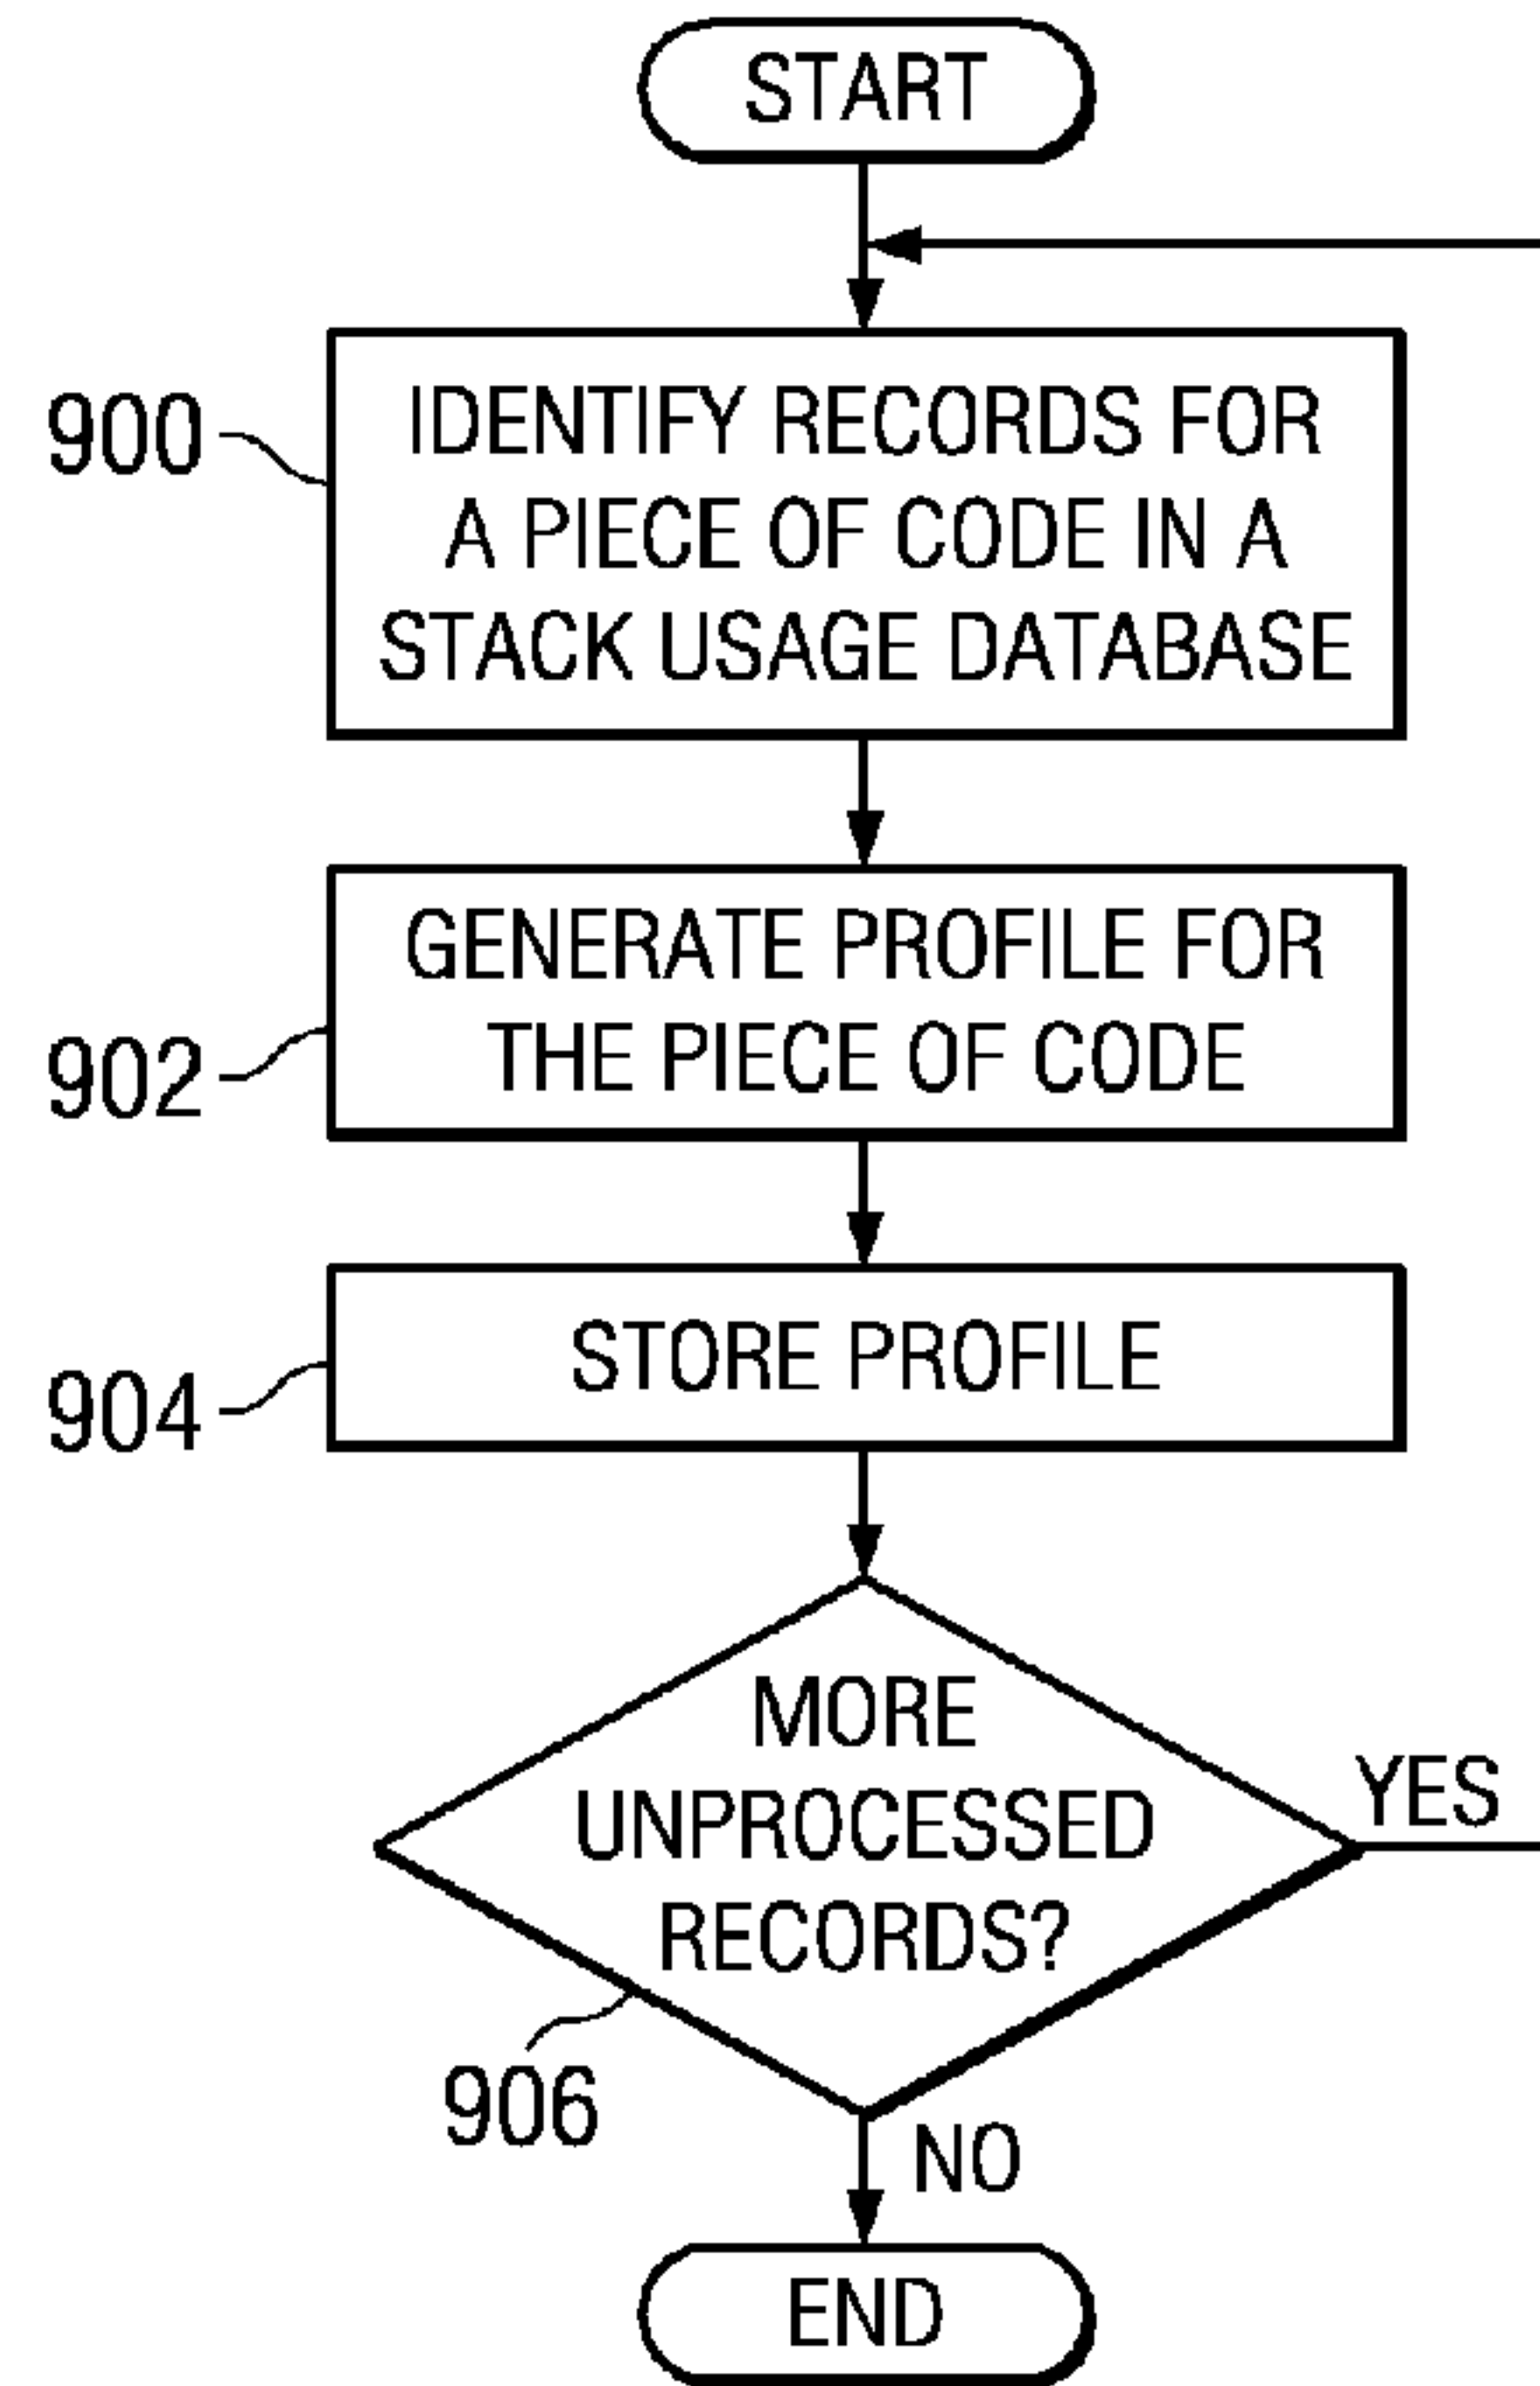 START
900
IDENTIFY RECORDS FOR
A PIECE OF CODE IN A
STACK USAGE DATABASE
GENERATE PROFILE FOR
THE PIECE OF CODE
902
STORE PROFILE
904
MORE
UNPROCESSED
RECORDS?
YES
906
NO
END